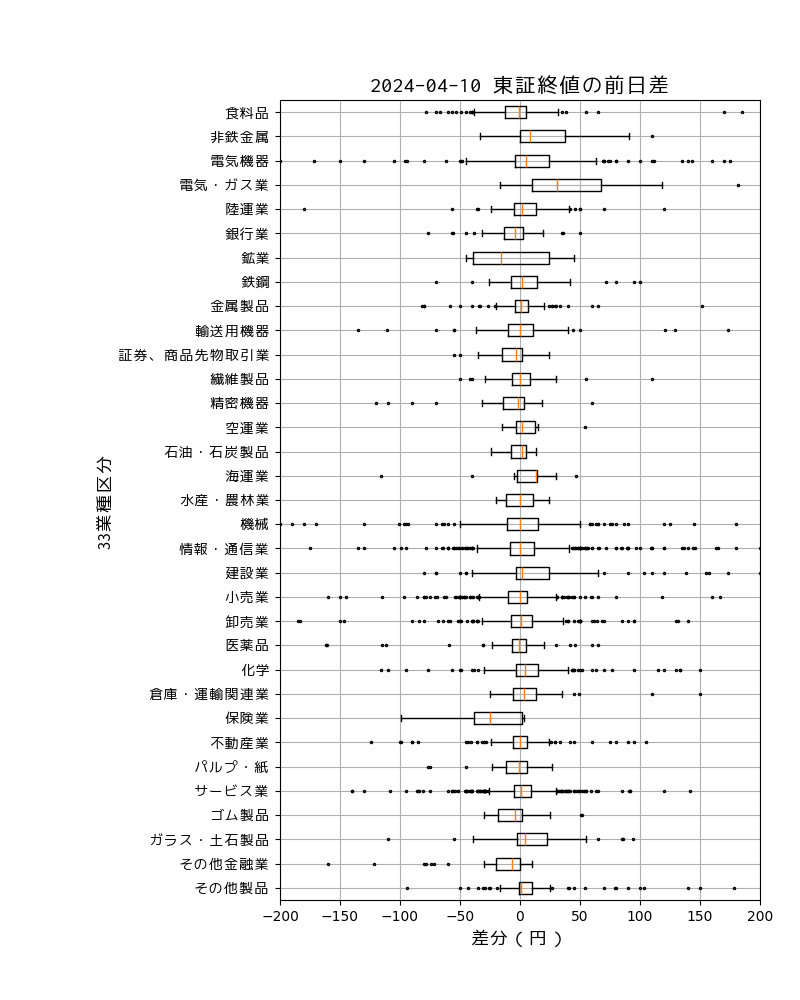 2024-04-10 東証終値の前日差
食料品
非鉄金属
電気機器
電気・ガス業
陸運業
銀行業
鉱業
鉄鋼
金属製品
輸送用機器
証券、商品先物取引業
繊維製品
精密機器
空運業
石油・石炭製品
海運業
水産・農林業
機械
情報・通信業
建設業
小売業
卸売業
医薬品
化学
倉庫・運輸関連業
保険業
不動産業
パルプ・紙
サービス業
ゴム製品
ガラス・土石製品
その他金融業
その他製品
33業種区分
−200 −150 −100 −50 0 50 100 150 200
差分（円）